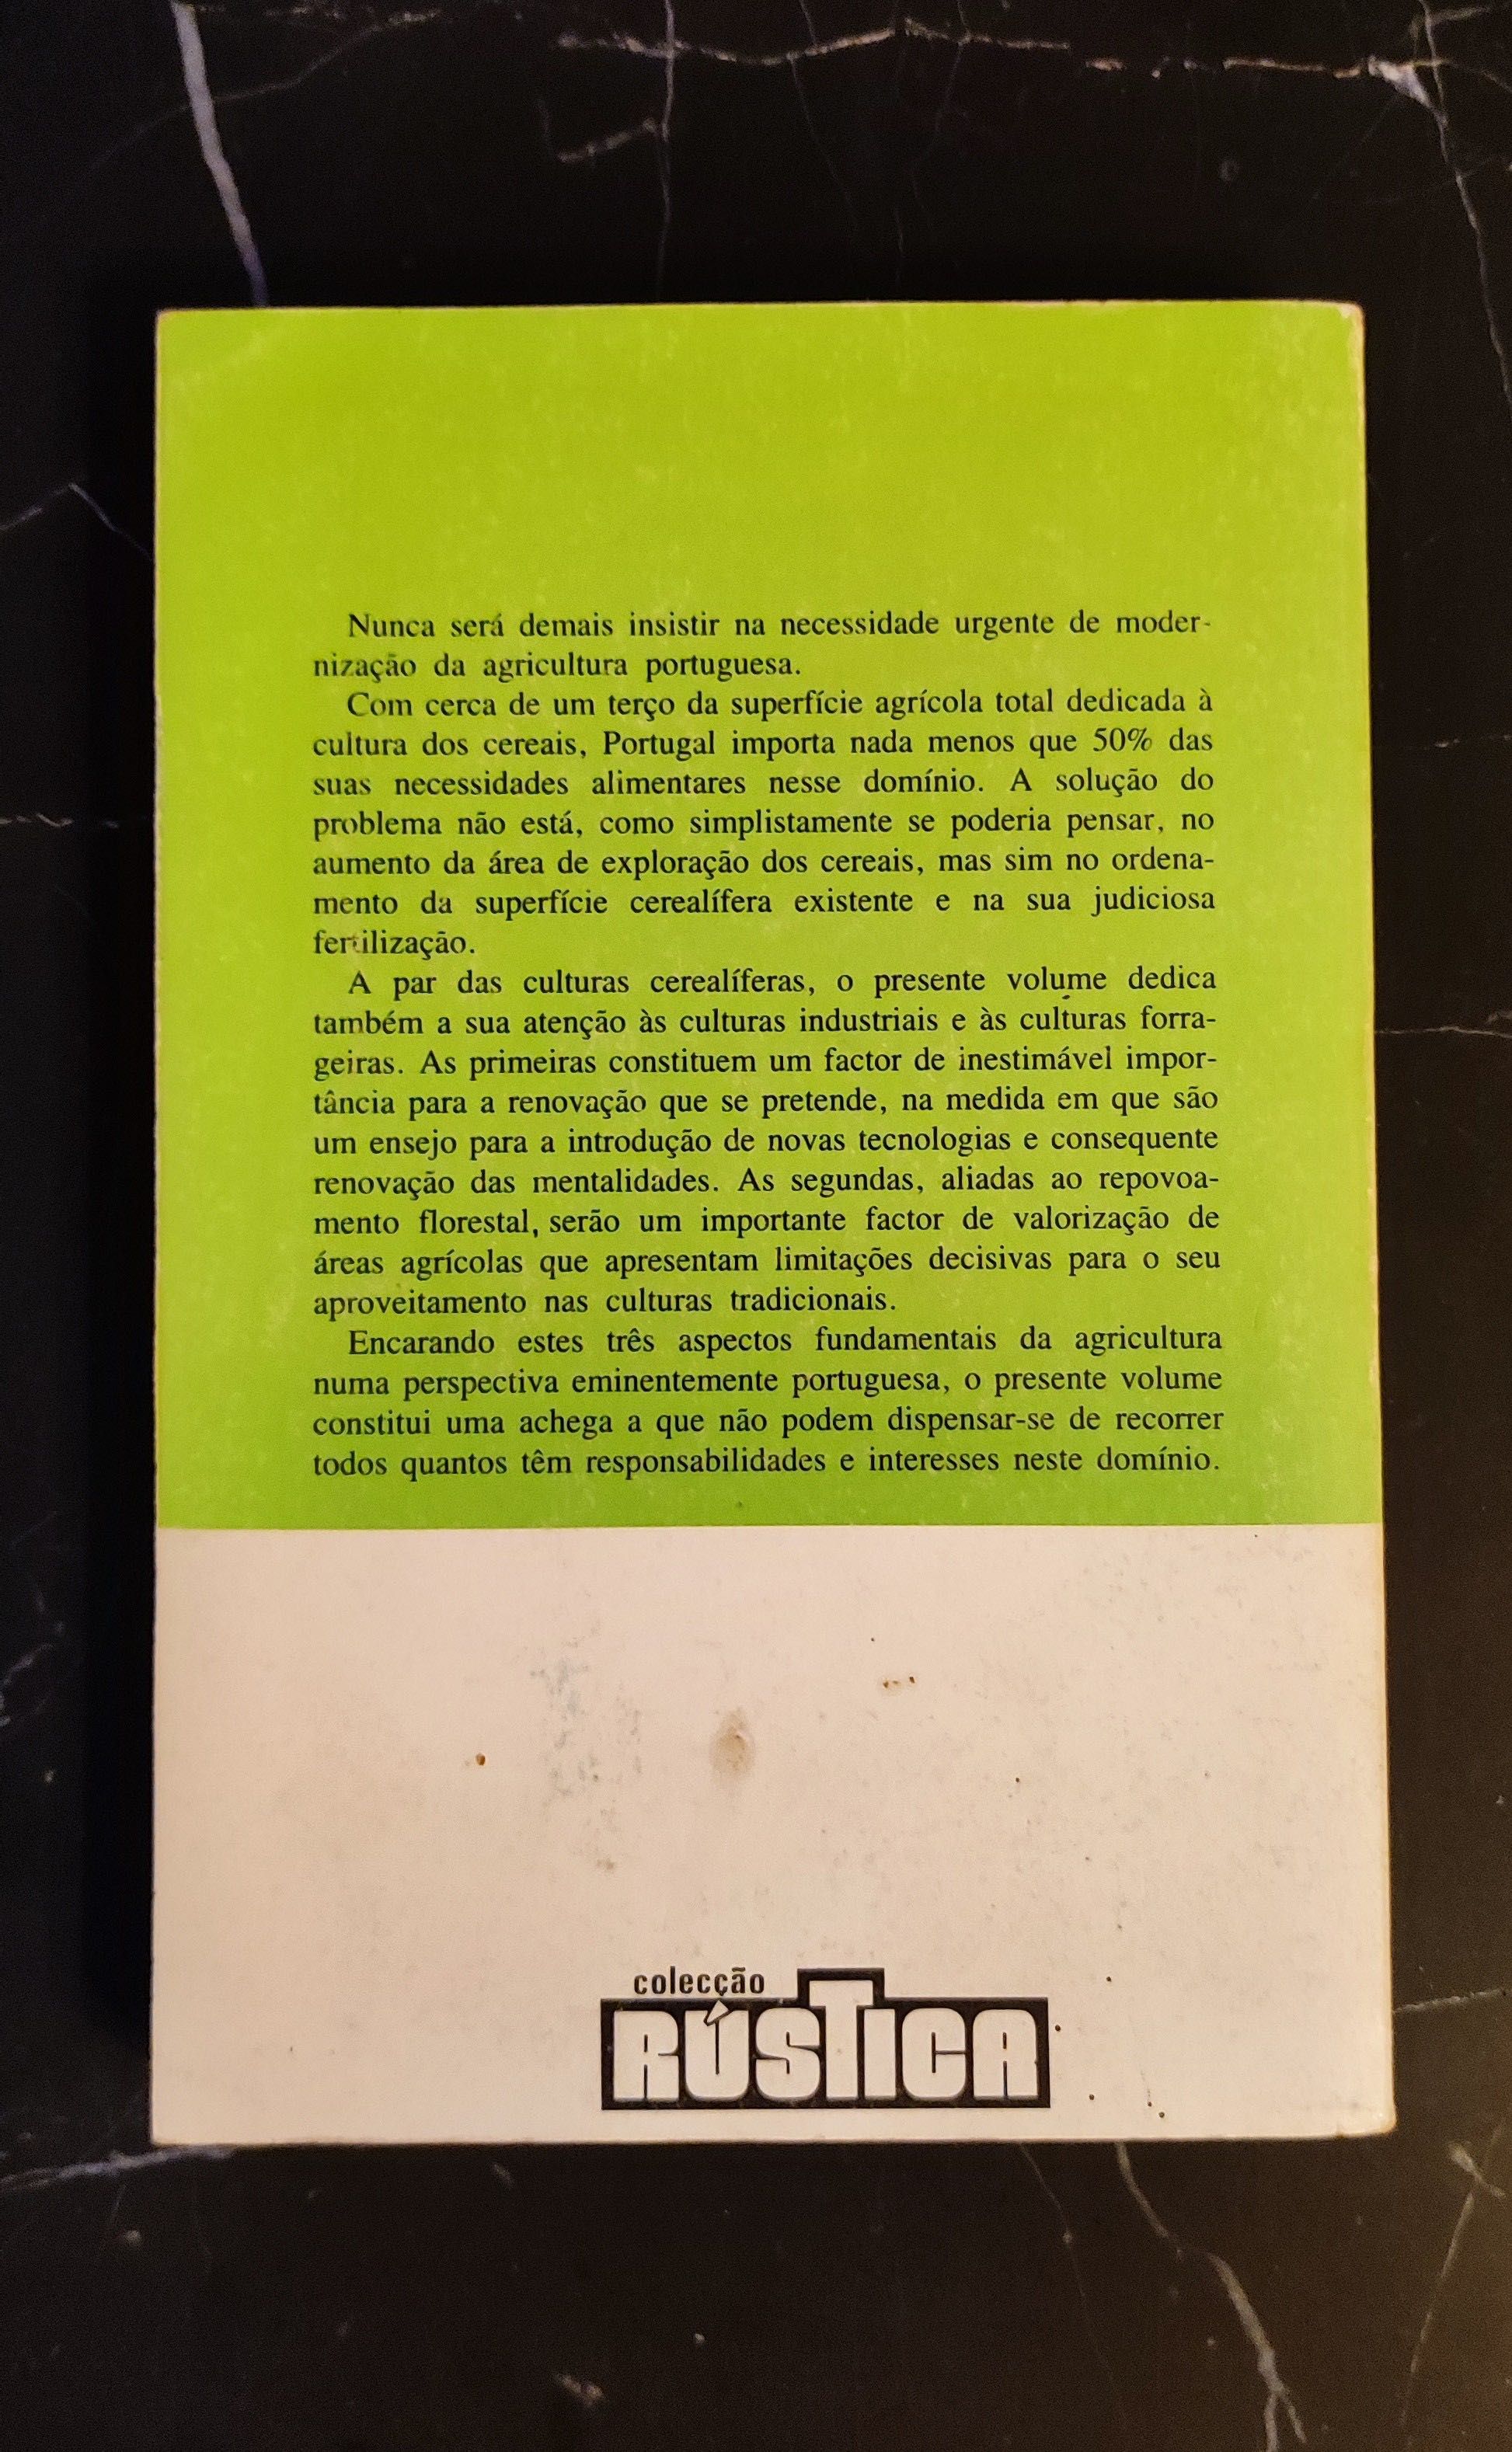 Nunca será demais insistir na necessidade urgente de moder-
nização da agricultura portuguesa.
Com cerca de um terço da superfície agrícola total dedicada à
cultura dos cereais, Portugal importa nada menos que 50% das
suas necessidades alimentares nesse domínio. A solução do
problema não está, como simplistamente se poderia pensar, no
aumento da área de exploração dos cereais, mas sim no ordena-
mento da superfície cerealífera existente e na sua judiciosa
fertilização.
A par das culturas cerealíferas, o presente volume dedica
também a sua atenção às culturas industriais e às culturas forra-
geiras. As primeiras constituem um factor de inestimável impor-
tância para a renovação que se pretende, na medida em que são
um ensejo para a introdução de novas tecnologias e consequente
renovação das mentalidades. As segundas, aliadas ao repovoa-
mento florestal, serão um importante factor de valorização de
áreas agrícolas que apresentam limitações decisivas para o seu
aproveitamento nas culturas tradicionais.
Encarando estes três aspectos fundamentais da agricultura
numa perspectiva eminentemente portuguesa, o presente volume
constitui uma achega a que não podem dispensar-se de recorrer
todos quantos têm responsabilidades e interesses neste domínio.
colecção
RÚSTICA